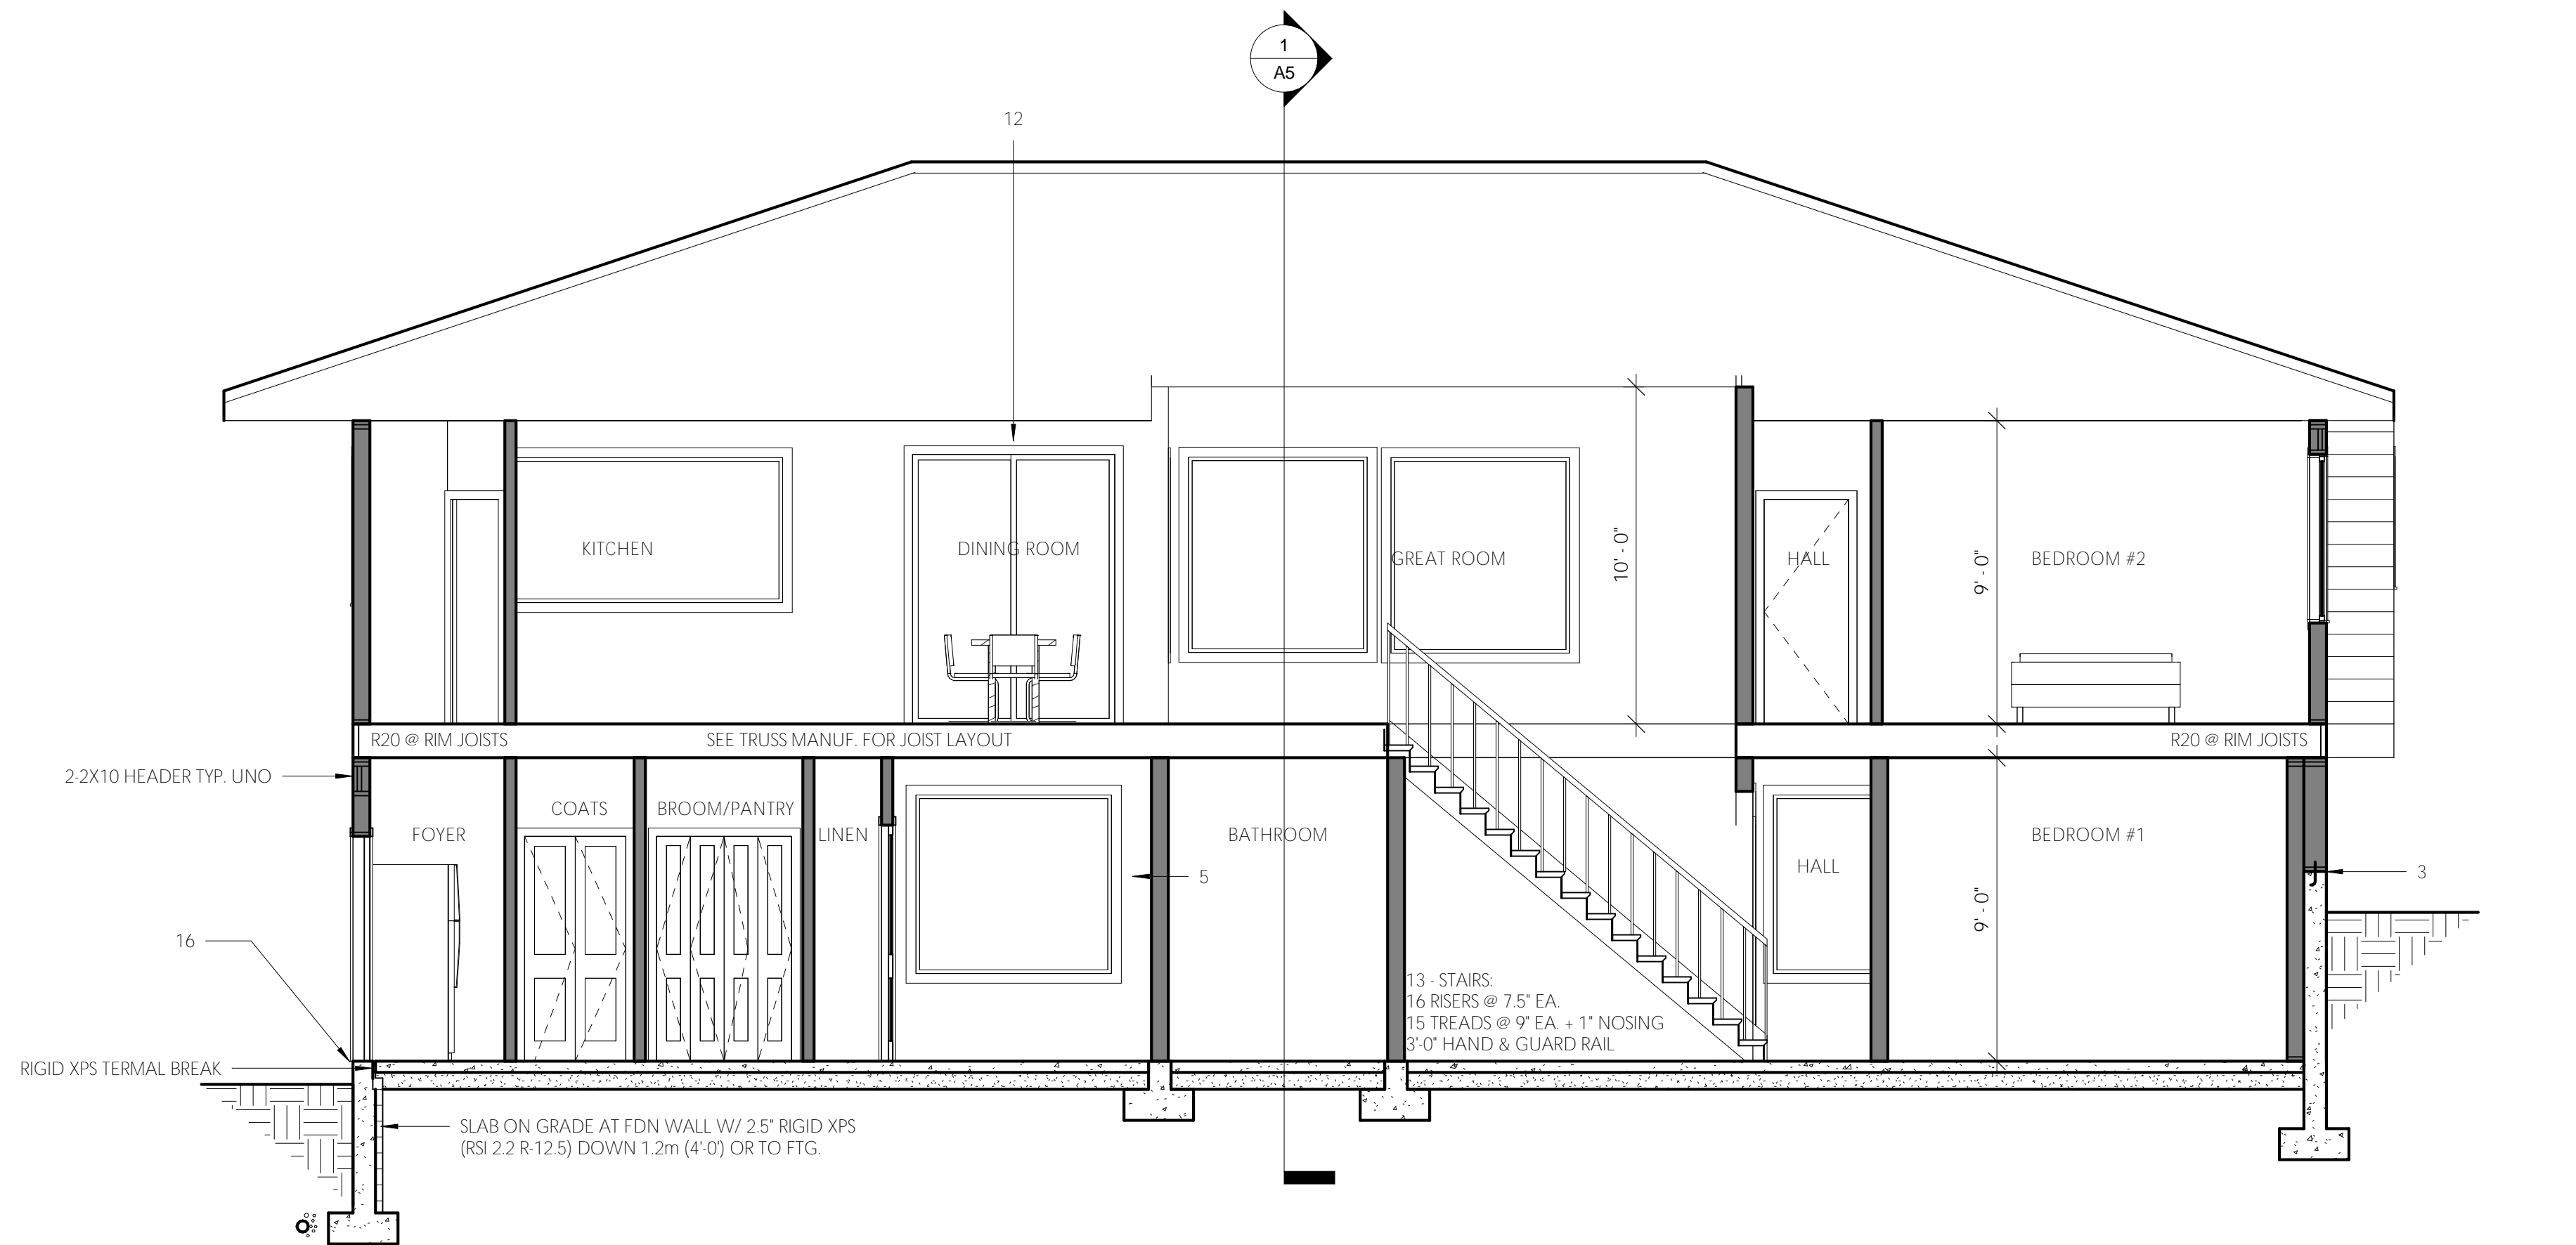 1
A5
12
KITCHEN
DINING ROOM
GREAT ROOM
10' - 0"
HALL
9' - 0"
BEDROOM #2
R20 @ RIM JOISTS
SEE TRUSS MANUF. FOR JOIST LAYOUT
R20 @ RIM JOISTS
2-2X10 HEADER TYP. UNO
COATS
BROOM/PANTRY
FOYER
LINEN
BATHROOM
BEDROOM #1
HALL
5
3
9' - 0"
16
13 - STAIRS:
16 RISERS @ 7.5" EA.
15 TREADS @ 9" EA. + 1" NOSING
3'-0" HAND & GUARD RAIL
RIGID XPS TERMAL BREAK
SLAB ON GRADE AT FDN WALL W/ 2.5" RIGID XPS
(RSI 2.2 R-12.5) DOWN 1.2m (4'-0') OR TO FTG.